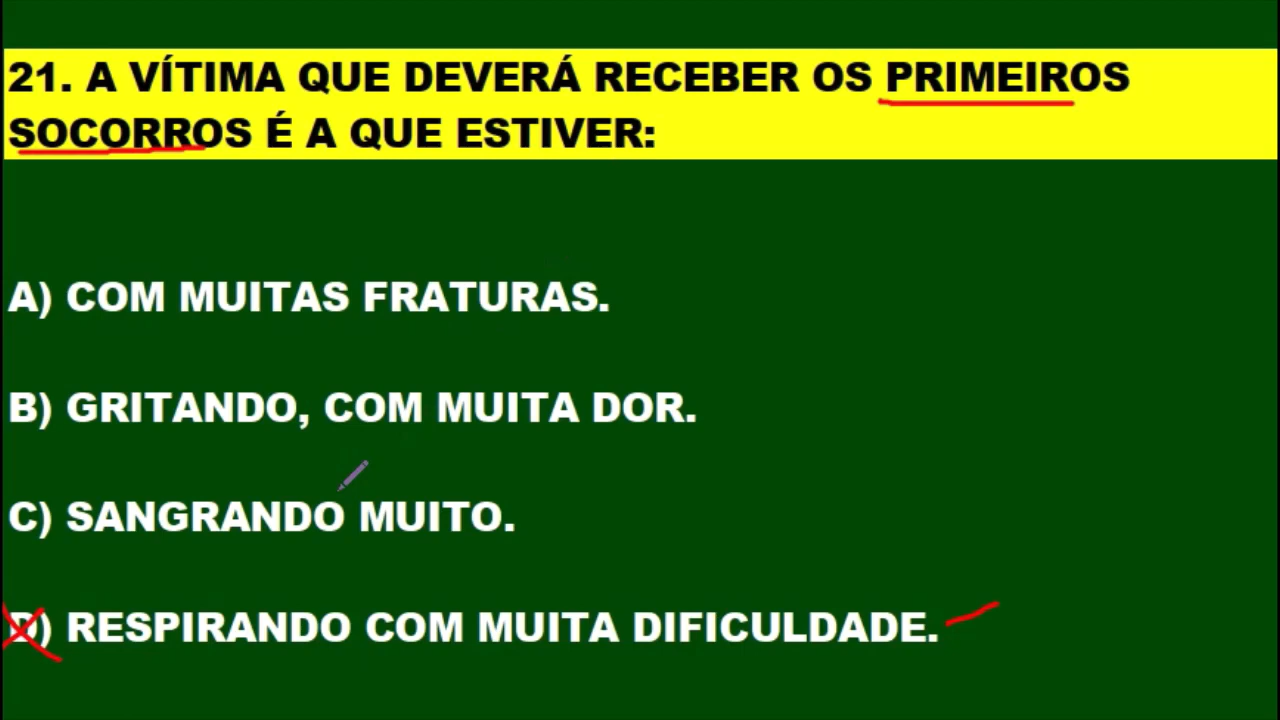 21. A VÍTIMA QUE DEVERÁ RECEBER OS PRIMEIROS
SOCORROS É A QUE ESTIVER:
A) COM MUITAS FRATURAS.
B) GRITANDO, COM MUITA DOR.
C) SANGRANDO MUITO.
D) RESPIRANDO COM MUITA DIFICULDADE.